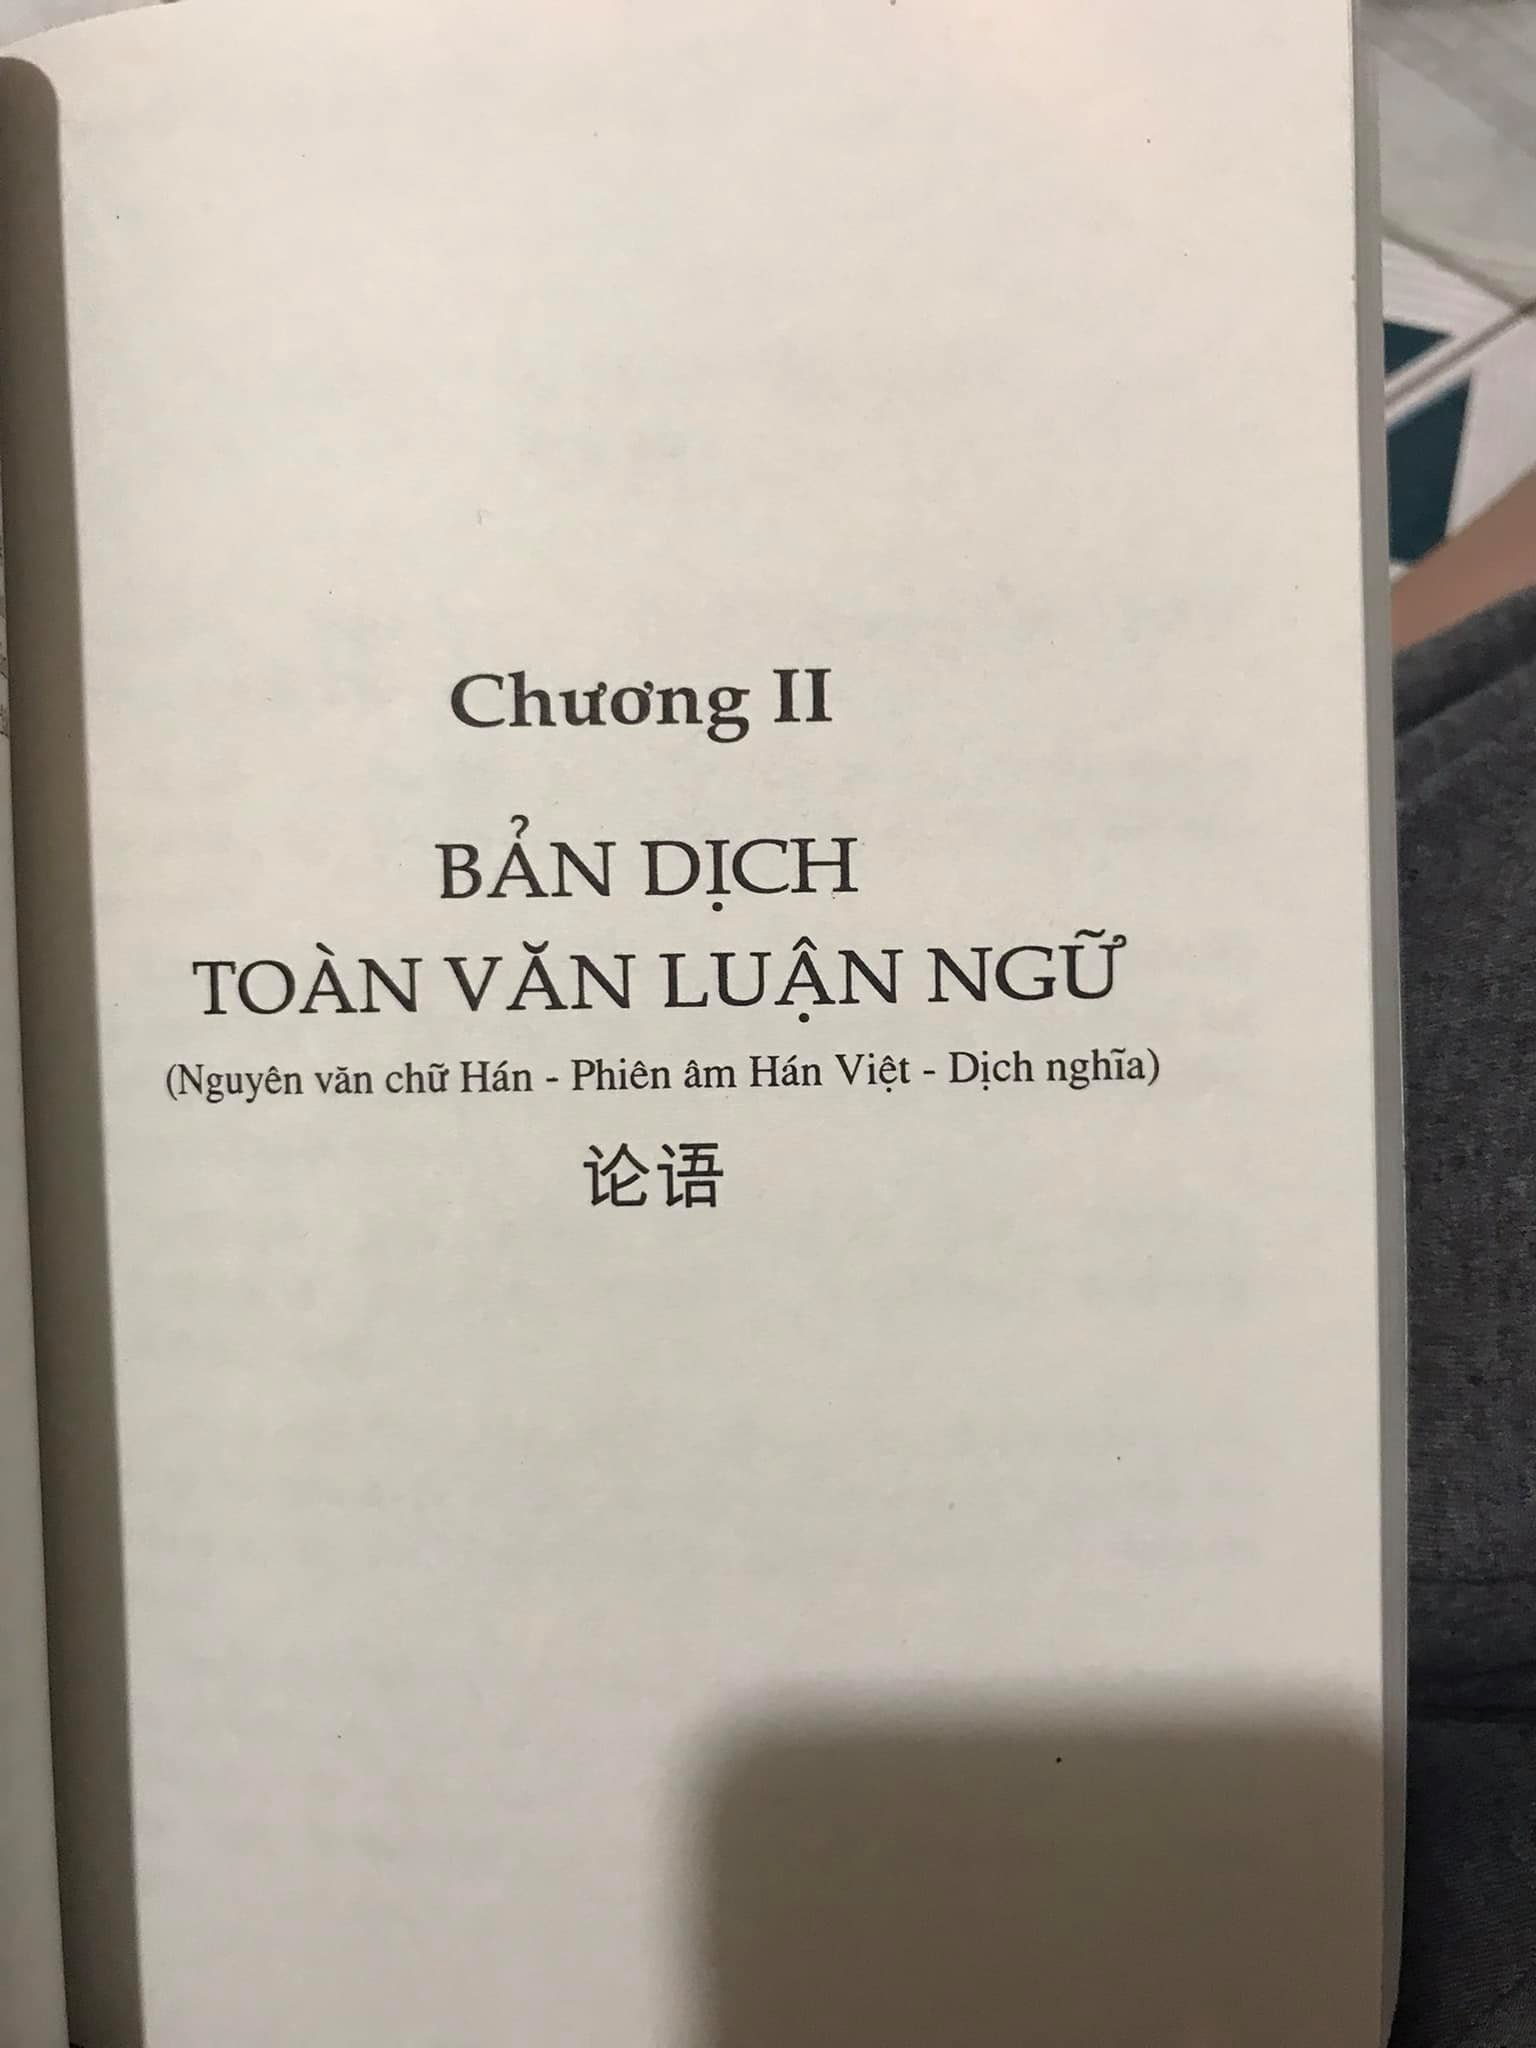 Chương II
BẢN DỊCH
TOÀN VĂN LUẬN NGỮ
(Nguyên văn chữ Hán - Phiên âm Hán Việt - Dịch nghĩa)
论语